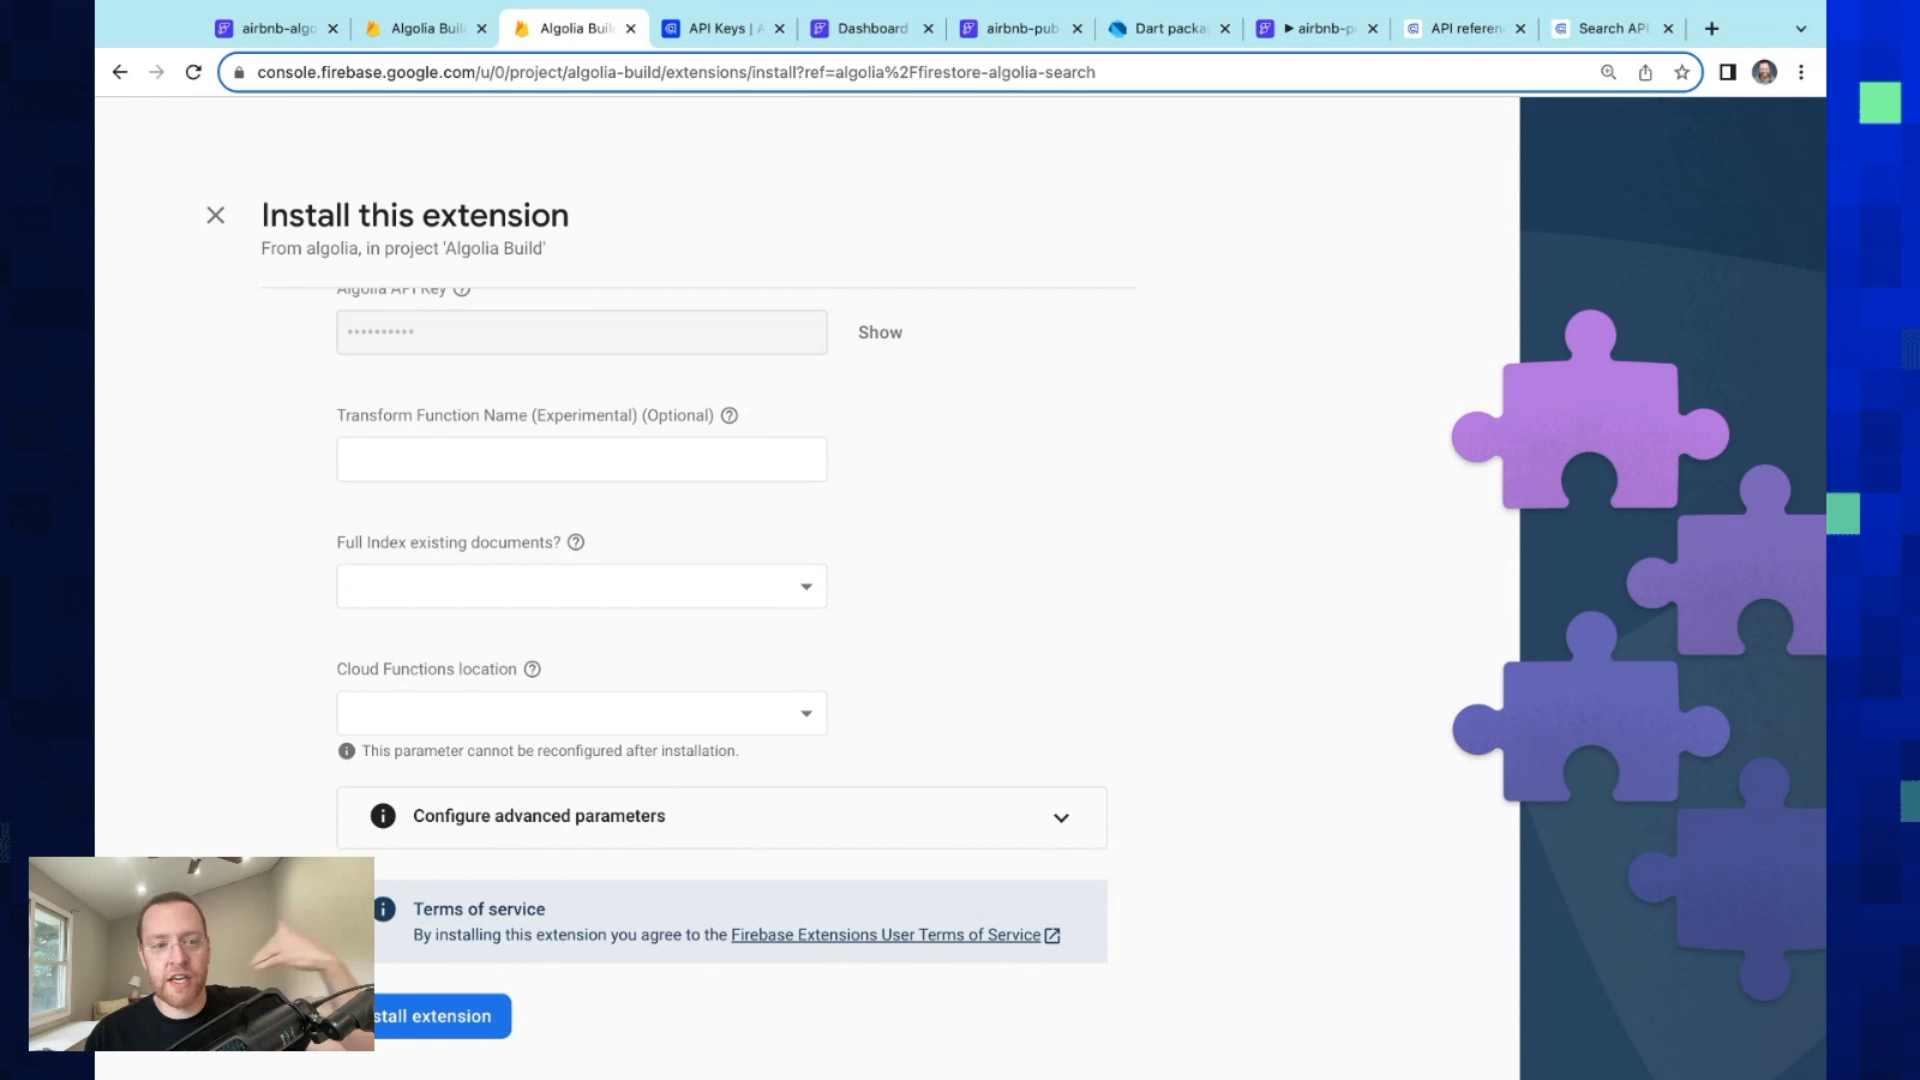 airbnb-algo
Algolia Buil
Algolia Buil
API Keys | A
Dashboard
airbnb-pub
Dart packa
airbnb-p
API referen
Search API
console.firebase.google.com/u/0/project/algolia-build/extensions/install?ref=algolia%2Ffirestore-algolia-search
Install this extension
From algolia, in project 'Algolia Build'
Algolia API Key
••••••••••
Show
Transform Function Name (Experimental) (Optional)
Full Index existing documents?
Cloud Functions location
This parameter cannot be reconfigured after installation.
Configure advanced parameters
Terms of service
By installing this extension you agree to the Firebase Extensions User Terms of Service
stall extension